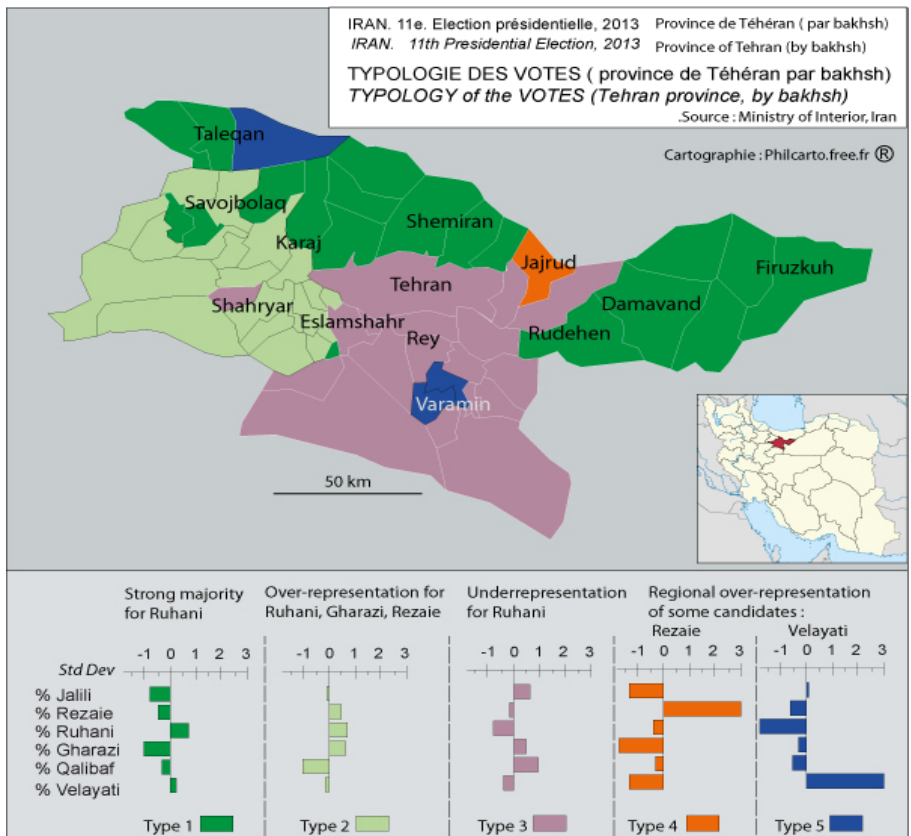 IRAN. 11e. Election présidentielle, 2013 Province de Téhéran ( par bakhsh)
IRAN. 11th Presidential Election, 2013 Province of Tehran (by bakhsh)
TYPOLOGIE DES VOTES ( province de Téhéran par bakhsh)
TYPOLOGY of the VOTES (Tehran province, by bakhsh)
.Source : Ministry of Interior, Iran
Cartographie : Philcarto.free.fr ®
Taleqan
Savojbolaq
Shemiran
Karaj
Jajrud
Firuzkuh
Tehran
Damavand
Shahryar
Eslamshahr
Rey
Rudehen
Varamin
50 km
Strong majority
for Ruhani
Over-representation for
Ruhani, Gharazi, Rezaie
Underrepresentation
for Ruhani
Regional over-representation
of some candidates :
Rezaie Velayati
Std Dev
-1 0 1 2 3
-1 0 1 2 3
-1 0 1 2 3
-1 0 1 2 3
-1 0 1 2 3
% Jalili
% Rezaie
% Ruhani
% Gharazi
% Qalibaf
% Velayati
Type 1
Type 2
Type 3
Type 4
Type 5